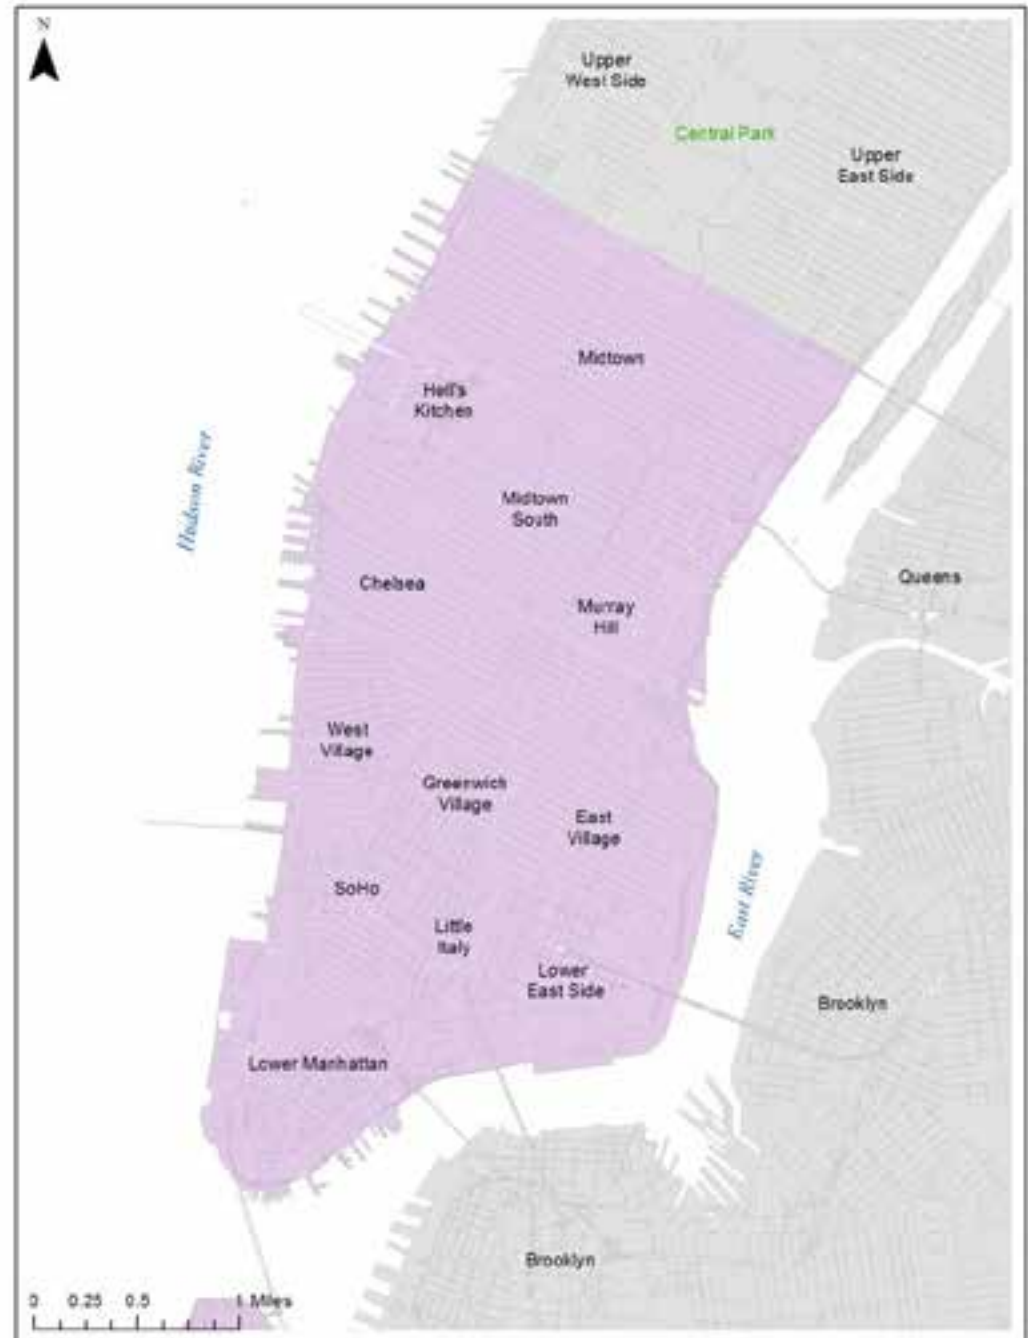 N
Upper
West Side
Central Park
Upper
East Side
Midtown
Hell's
Kitchen
Hudson River
Midtown
South
Chelsea
Murray
Hill
Queens
West
Village
Greenwich
Village
East
Village
East River
SoHo
Little
Italy
Lower
East Side
Brooklyn
Lower Manhattan
Brooklyn
0 0.25 0.5 1 Miles